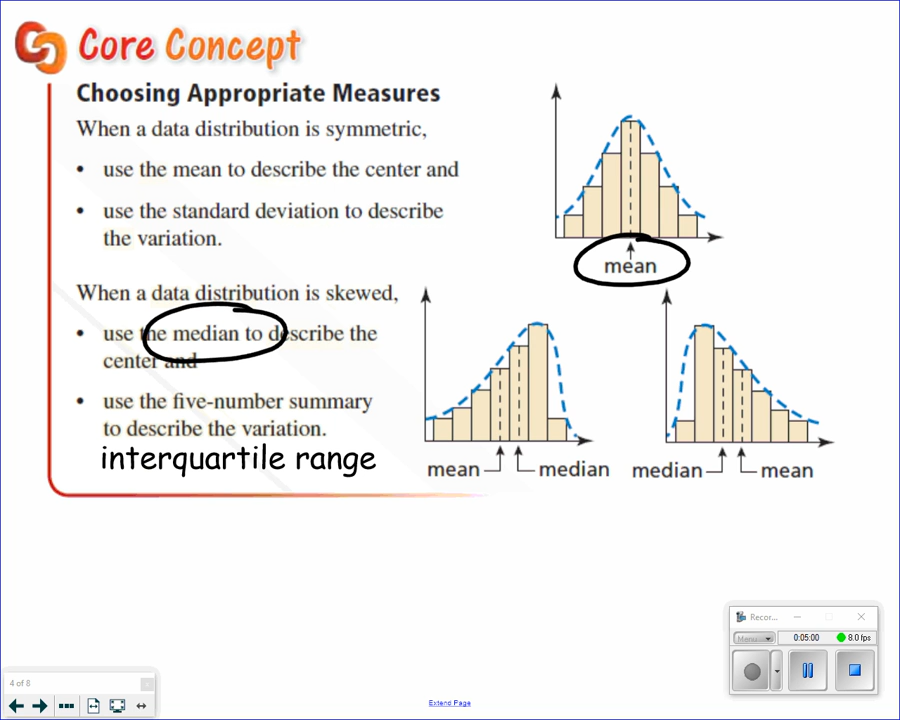 Core Concept
Choosing Appropriate Measures
When a data distribution is symmetric,
• use the mean to describe the center and
• use the standard deviation to describe
the variation.
mean
When a data distribution is skewed,
• use the median to describe the
center and
• use the five-number summary
to describe the variation.
interquartile range
mean median
median mean
Recor...
Menu
0:05:00 8.0 fps
4 of 8
Extend Page